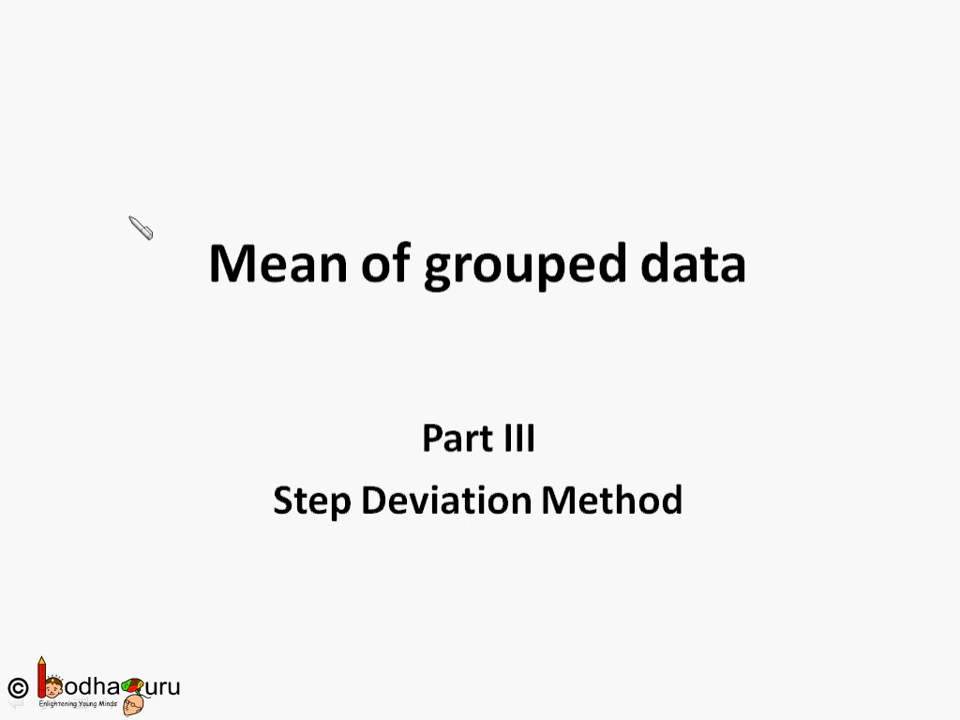 Mean of grouped data
Part III
Step Deviation Method
© bodhaguru
Enlightening Young Minds